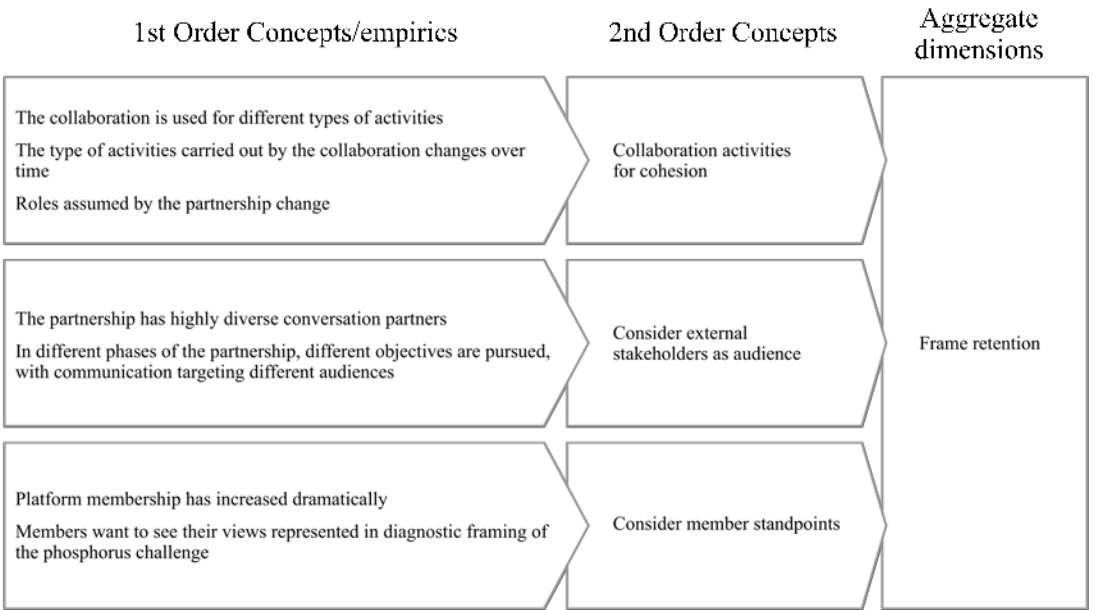 1st Order Concepts/empirics
2nd Order Concepts
Aggregate
dimensions
The collaboration is used for different types of activities
The type of activities carried out by the collaboration changes over
time
Roles assumed by the partnership change
Collaboration activities
for cohesion
The partnership has highly diverse conversation partners
In different phases of the partnership, different objectives are pursued,
with communication targeting different audiences
Consider external
stakeholders as audience
Platform membership has increased dramatically
Members want to see their views represented in diagnostic framing of
the phosphorus challenge
Consider member standpoints
Frame retention